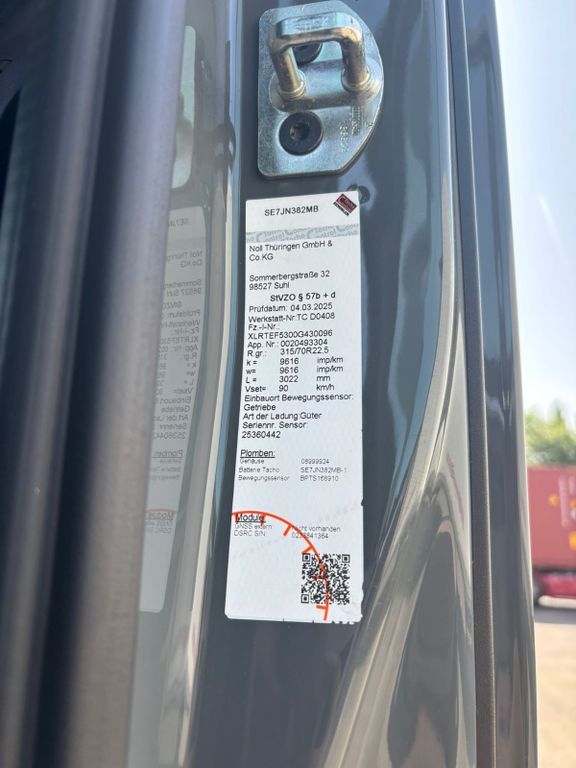 SE7JN382MB
Noll Thüringen GmbH &
Co.KG
Sommerbergstraße 32
98527 Suhl
StVZO § 57b + d
Prüfdatum: 04.03.2025
Werkstatt-Nr:TC D0408
Fz.-I-Nr.:
XLRTEF5300G430096
App. Nr.: 0020493304
R.gr.: 315/70R22,5
k = 9616 imp/km
w= 9616 imp/km
L = 3022 mm
Vset= 90 km/h
Einbauort Bewegungssensor:
Getriebe
Art der Ladung:Güter
Seriennr. Sensor:
25360442
Plomben:
Gehäuse 08999924
Batterie Tacho SE7JN382MB-1
Bewegungssensor BPTS168910
Module:
GNSS extern: nicht vorhanden
DSRC S/N: